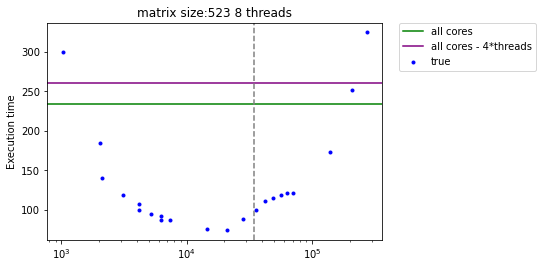 matrix size:523 8 threads
all cores
all cores - 4*threads
true
Execution time
300
250
200
150
100
10³
10⁴
10⁵